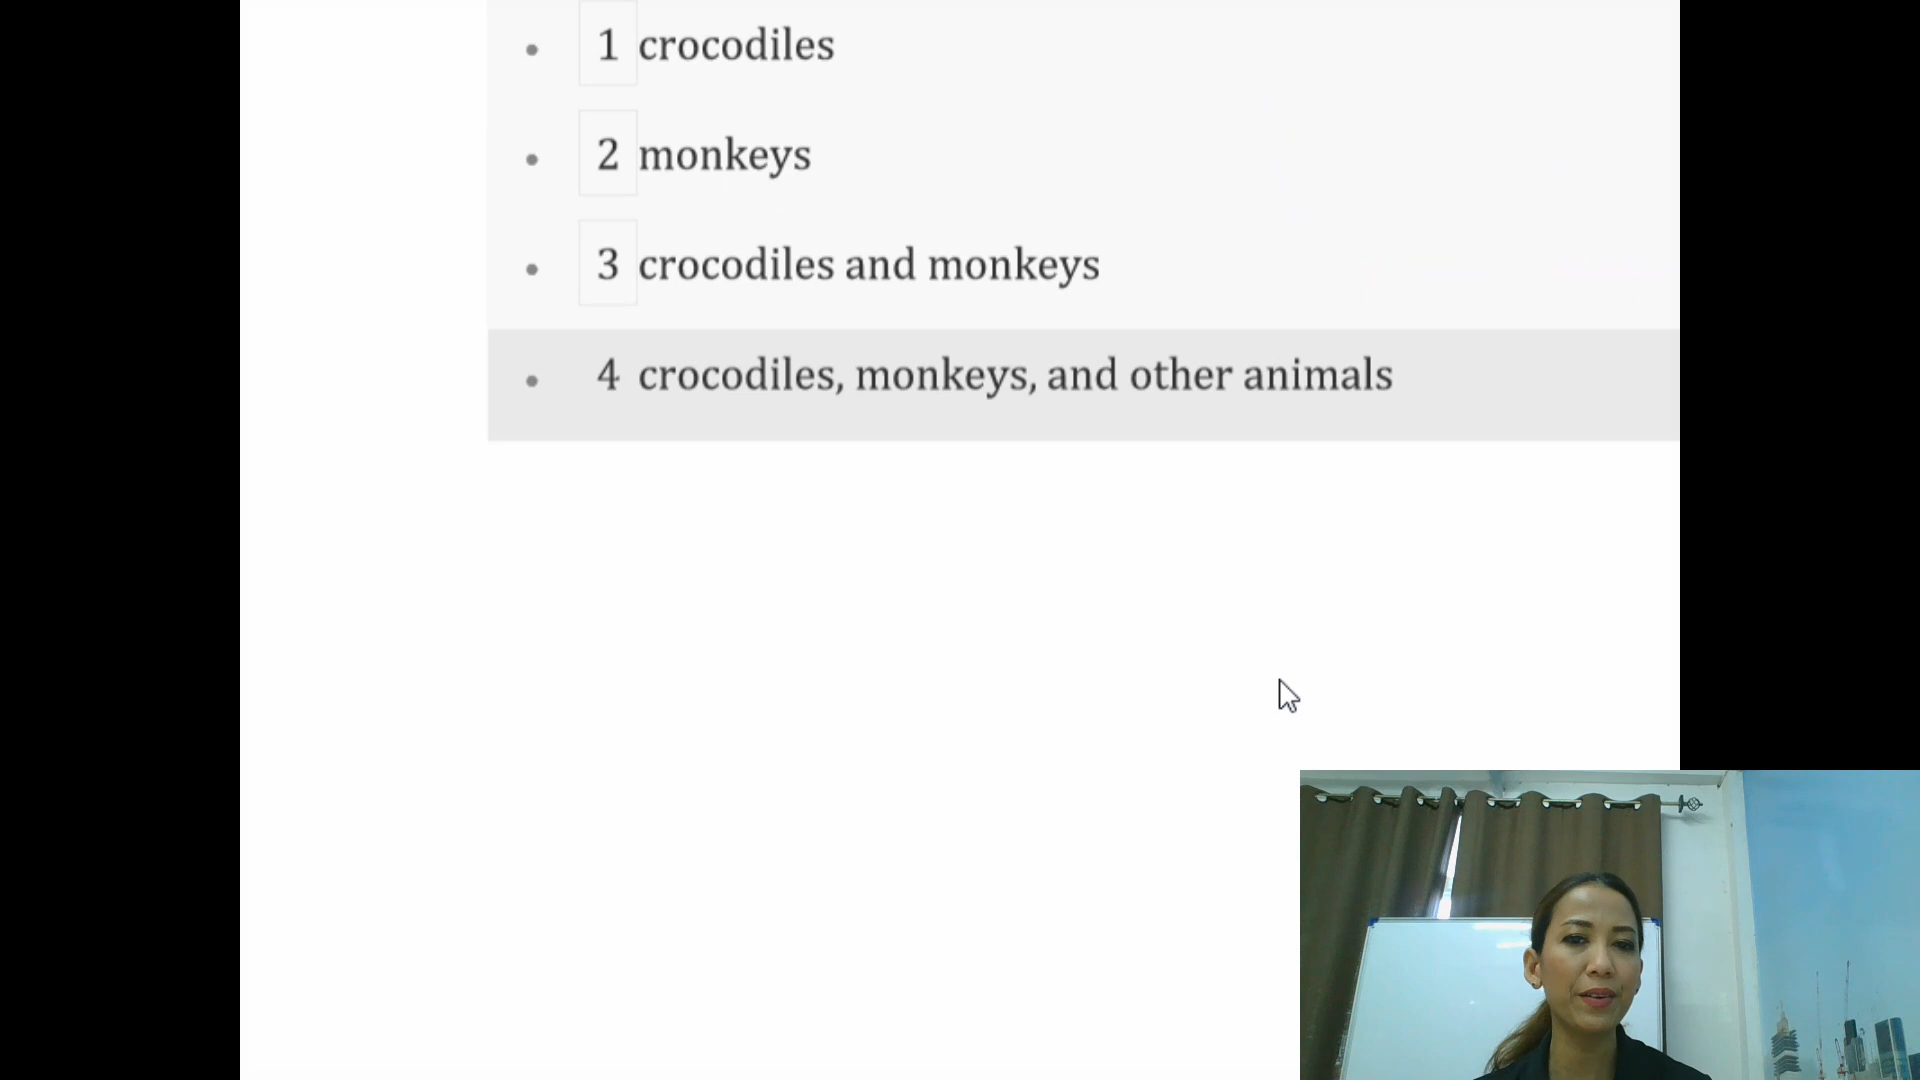 1 crocodiles
2 monkeys
3 crocodiles and monkeys
4 crocodiles, monkeys, and other animals